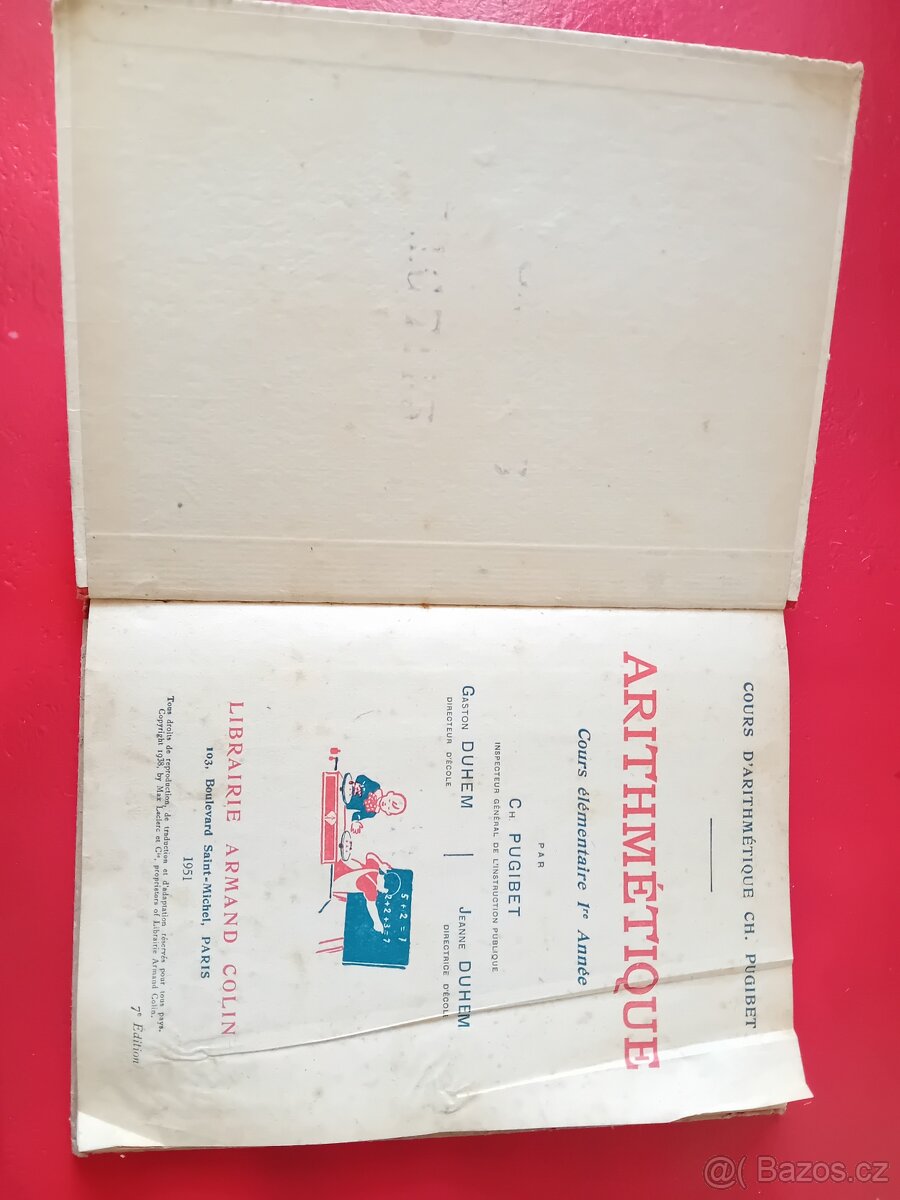 COURS D'ARITHMÉTIQUE CH. PUGIBET
ARITHMÉTIQUE
Cours élémentaire 1re Année
PAR
CH. PUGIBET
INSPECTEUR GÉNÉRAL DE L'INSTRUCTION PUBLIQUE
GASTON DUHEM
DIRECTEUR D'ÉCOLE
JEANNE DUHEM
DIRECTRICE D'ÉCOLE
5+2=7
2+2+3=7
LIBRAIRIE ARMAND COLIN
103, Boulevard Saint-Michel, PARIS
1951
Tous droits de reproduction, de traduction et d'adaptation réservés pour tous pays.
Copyright 1938, by Max Leclerc et Cie, proprietors of Librairie Armand Colin.
7e Édition
@ Bazos.cz